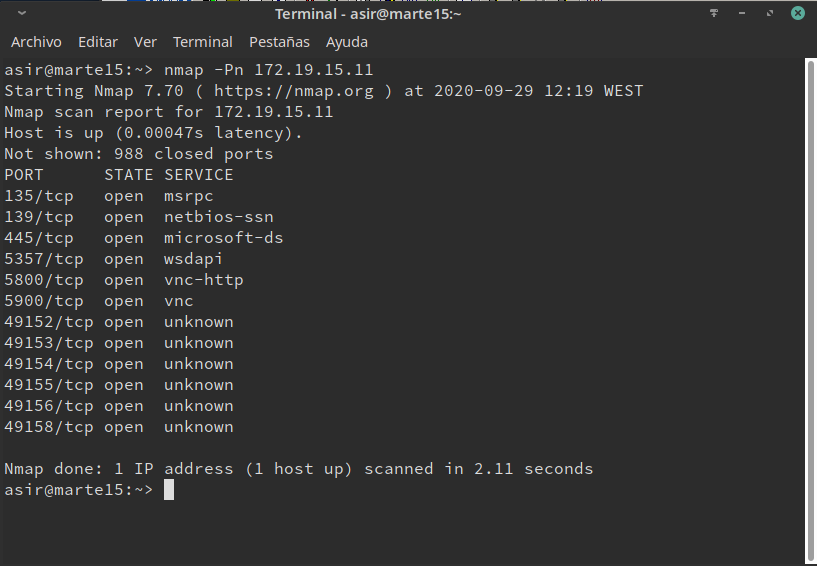 Terminal - asir@marte15:~
Archivo Editar Ver Terminal Pestañas Ayuda
asir@marte15:~> nmap -Pn 172.19.15.11
Starting Nmap 7.70 ( https://nmap.org ) at 2020-09-29 12:19 WEST
Nmap scan report for 172.19.15.11
Host is up (0.00047s latency).
Not shown: 988 closed ports
PORT      STATE SERVICE
135/tcp   open  msrpc
139/tcp   open  netbios-ssn
445/tcp   open  microsoft-ds
5357/tcp  open  wsdapi
5800/tcp  open  vnc-http
5900/tcp  open  vnc
49152/tcp open  unknown
49153/tcp open  unknown
49154/tcp open  unknown
49155/tcp open  unknown
49156/tcp open  unknown
49158/tcp open  unknown
Nmap done: 1 IP address (1 host up) scanned in 2.11 seconds
asir@marte15:~>